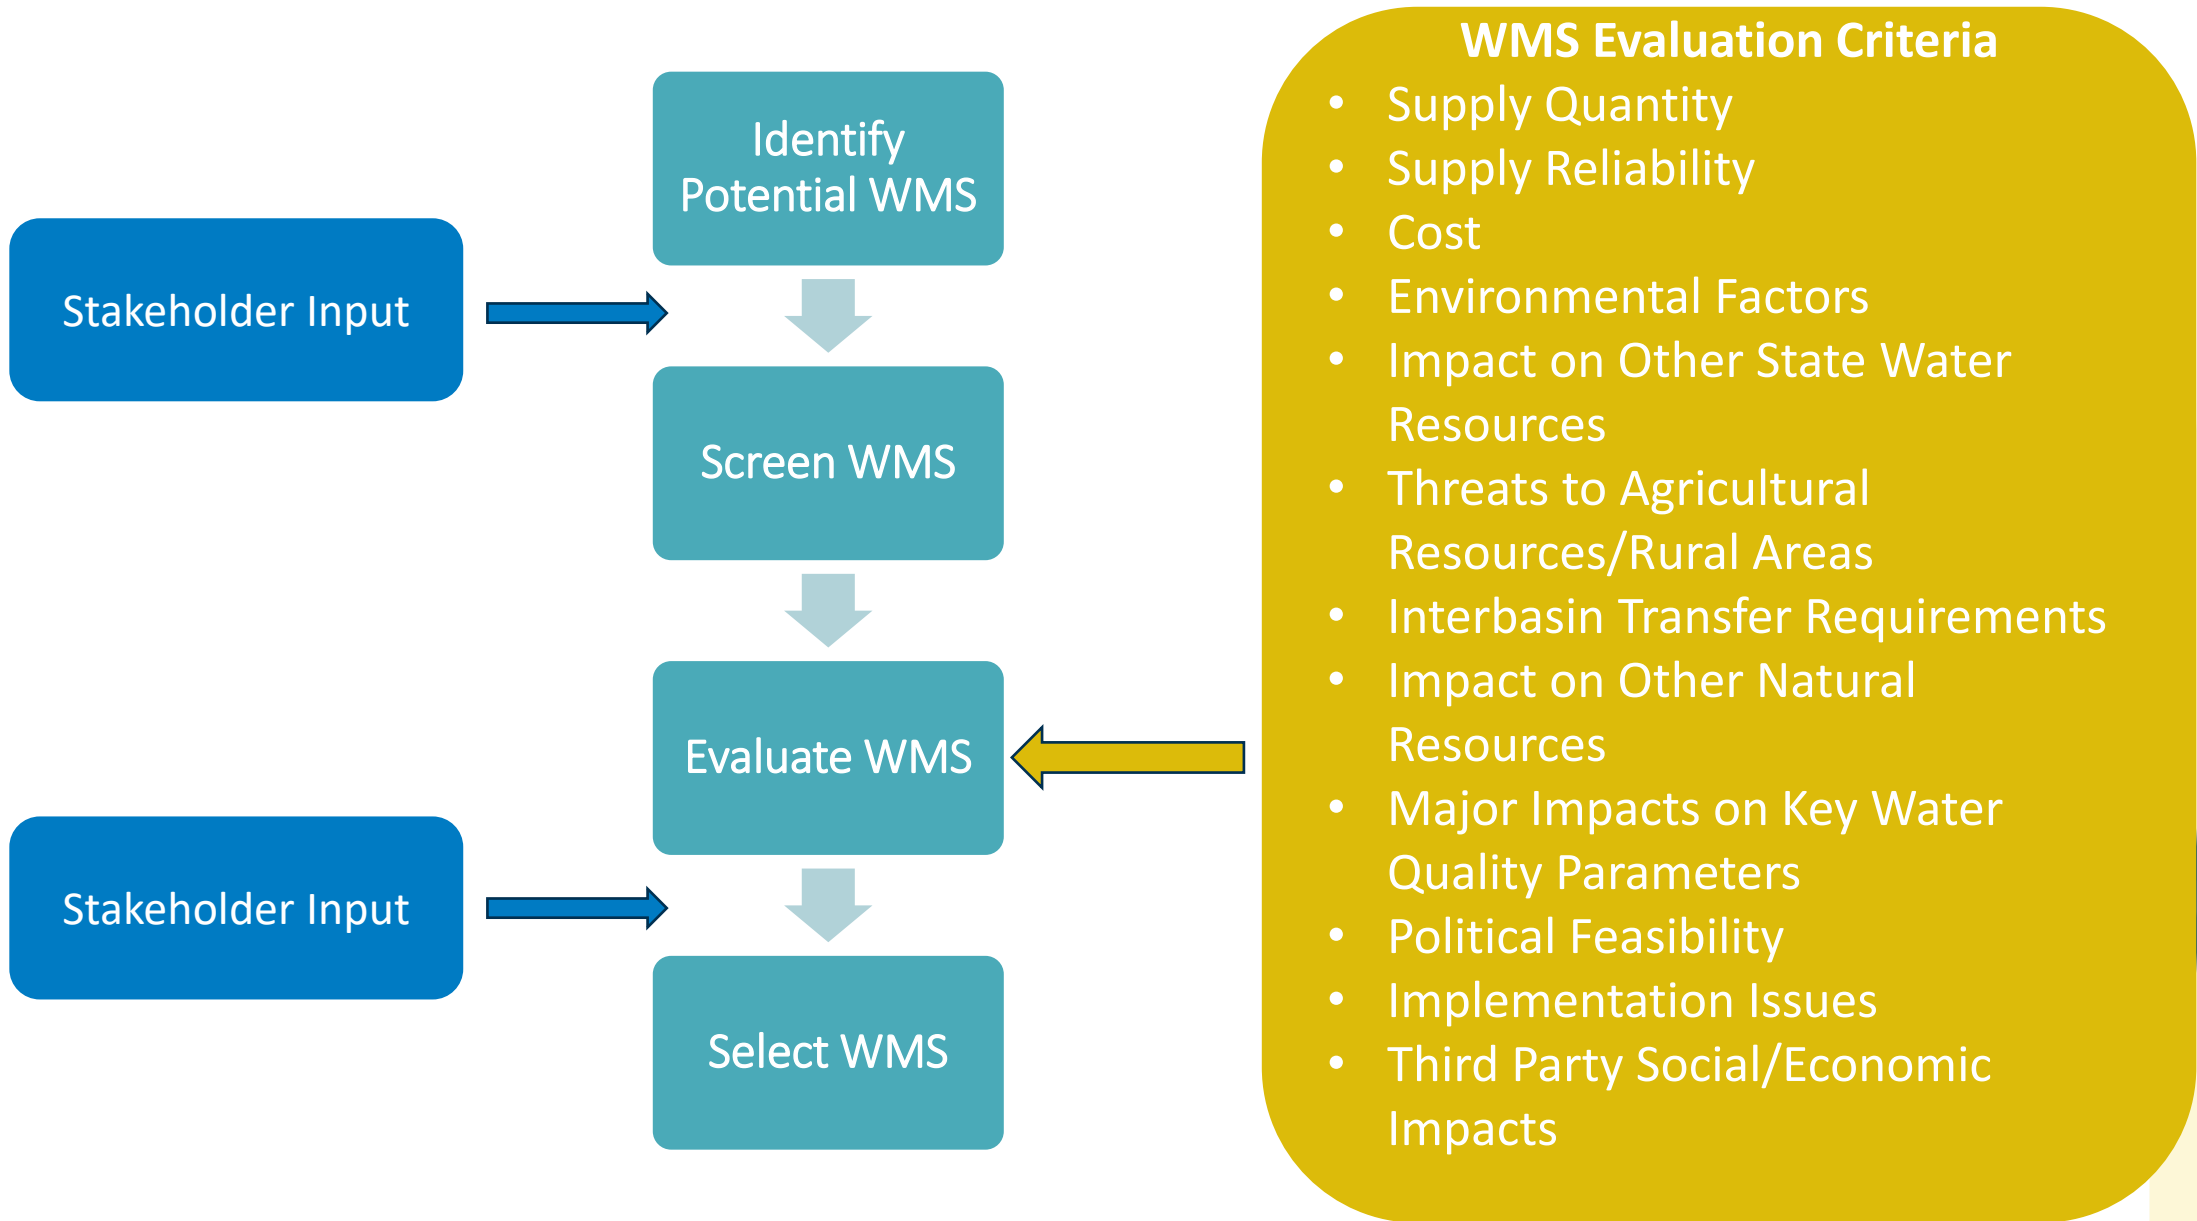 Identify
Potential WMS
Stakeholder Input
Screen WMS
Evaluate WMS
Stakeholder Input
Select WMS
WMS Evaluation Criteria
• Supply Quantity
• Supply Reliability
• Cost
• Environmental Factors
• Impact on Other State Water
Resources
• Threats to Agricultural
Resources/Rural Areas
• Interbasin Transfer Requirements
• Impact on Other Natural
Resources
• Major Impacts on Key Water
Quality Parameters
• Political Feasibility
• Implementation Issues
• Third Party Social/Economic
Impacts